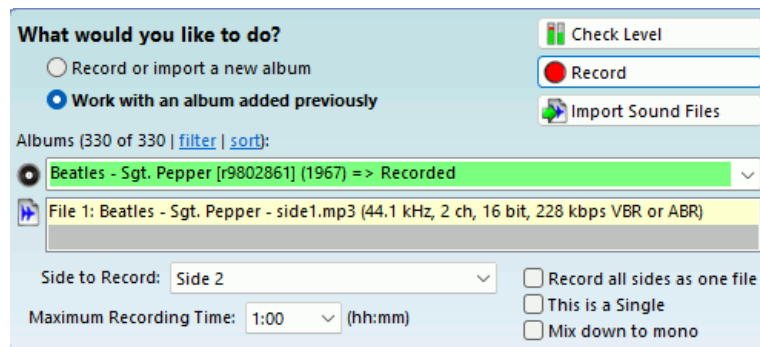 What would you like to do?
Check Level
Record or import a new album
Record
Work with an album added previously
Import Sound Files
Albums (330 of 330 | filter | sort):
Beatles - Sgt. Pepper [r9802861] (1967) => Recorded
File 1: Beatles - Sgt. Pepper - side1.mp3 (44.1 kHz, 2 ch, 16 bit, 228 kbps VBR or ABR)
Side to Record: Side 2
Record all sides as one file
This is a Single
Maximum Recording Time: 1:00 (hh:mm)
Mix down to mono